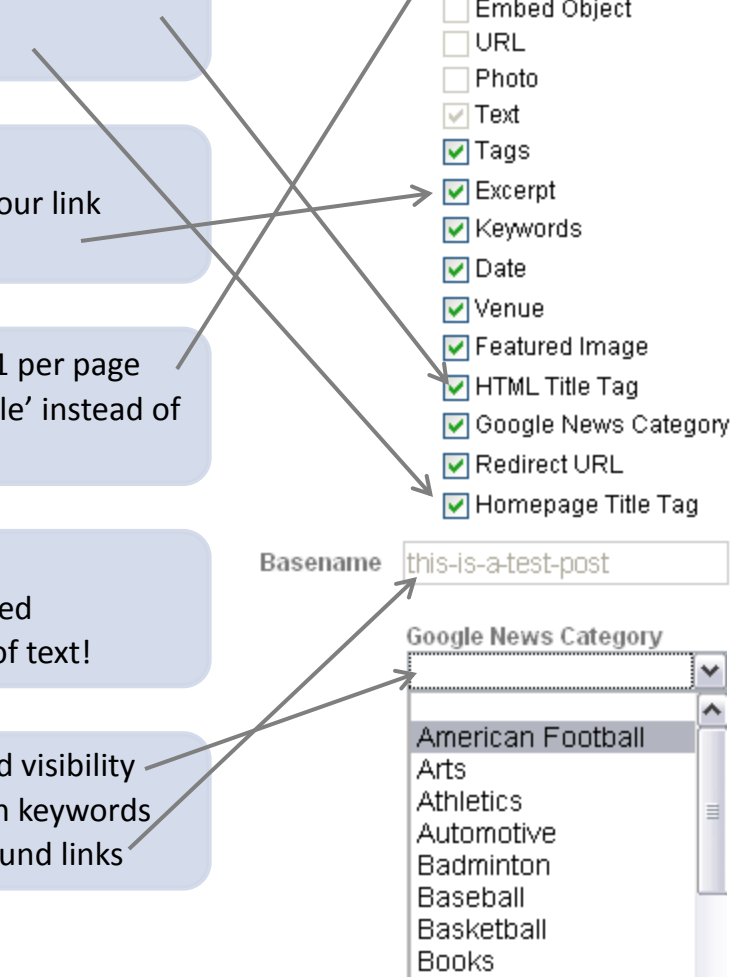 our link
1 per page
le’ instead of
ed
of text!
d visibility
n keywords
und links
Embed Object
URL
Photo
Text
Tags
Excerpt
Keywords
Date
Venue
Featured Image
HTML Title Tag
Google News Category
Redirect URL
Homepage Title Tag
Basename this-is-a-test-post
Google News Category
American Football
Arts
Athletics
Automotive
Badminton
Baseball
Basketball
Books